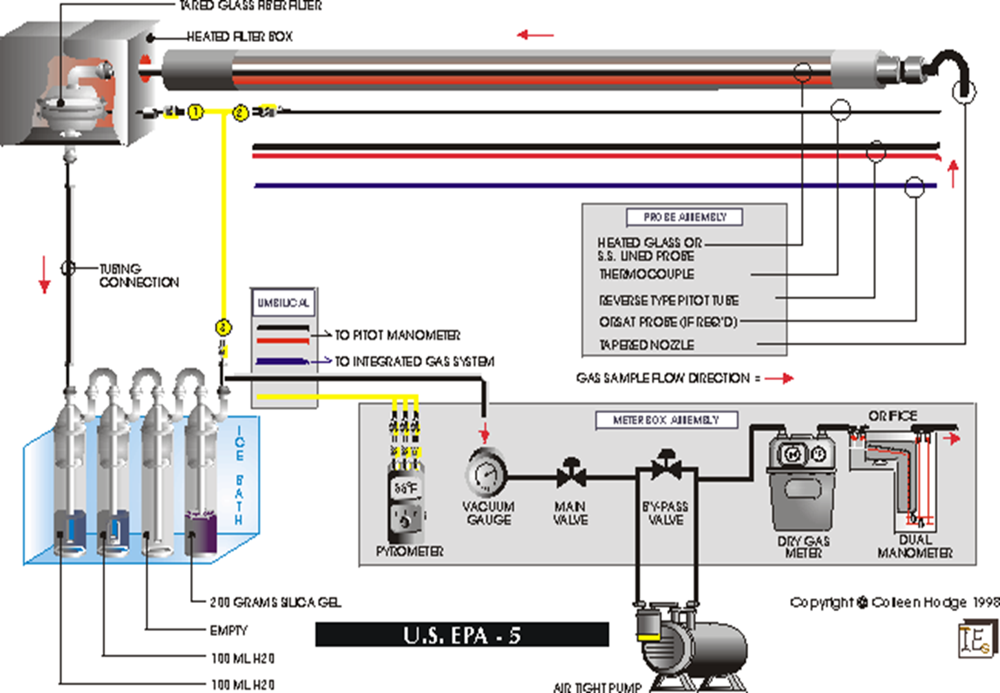 TARED GLASS FIBER FILTER
HEATED FILTER BOX
1
2
PROBE ASSEMBLY
HEATED GLASS OR
S.S. LINED PROBE
THERMOCOUPLE
REVERSE TYPE PITOT TUBE
ORSAT PROBE (IF REQ'D)
TAPERED NOZZLE
TUBING
CONNECTION
UMBILICAL
3
TO PITOT MANOMETER
TO INTEGRATED GAS SYSTEM
GAS SAMPLE FLOW DIRECTION =
METER BOX ASSEMBLY
ORIFICE
ICE BATH
VACUUM
GAUGE
MAIN
VALVE
BY-PASS
VALVE
DRY GAS
METER
DUAL
MANOMETER
PYROMETER
200 GRAMS SILICA GEL
EMPTY
100 ML H20
100 ML H20
U.S. EPA - 5
AIR TIGHT PUMP
Copyright © Colleen Hodge 1998
IES